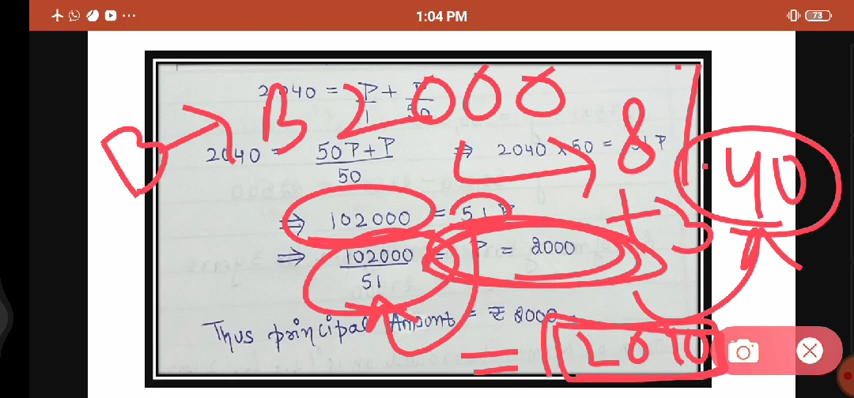 1:04 PM
73
2040 = P/1 + P/50
B 2000
2040 = 50P+P/50 ⇒ 2040 × 50 = 51P
8
40
⇒ 102000 = 51P
+
⇒ 102000/51 = P = 2000
Thus principal Amount = ₹ 2000
= 2040